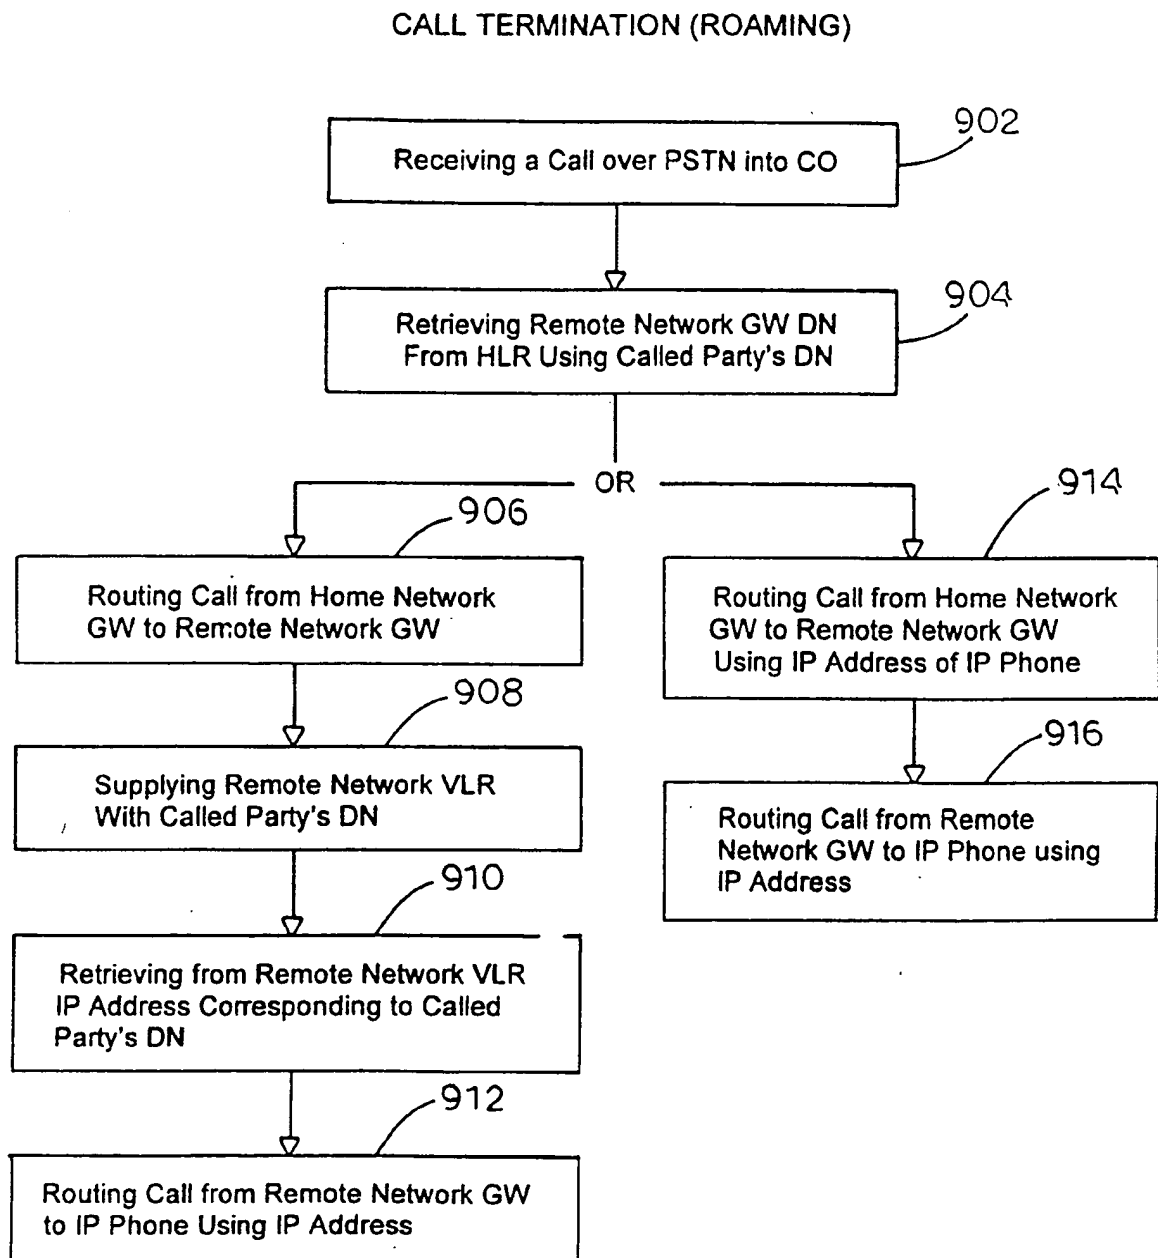 CALL TERMINATION (ROAMING)
902
Receiving a Call over PSTN into CO
904
Retrieving Remote Network GW DN
From HLR Using Called Party's DN
OR
906
Routing Call from Home Network
GW to Remote Network GW
908
Supplying Remote Network VLR
With Called Party's DN
910
Retrieving from Remote Network VLR
IP Address Corresponding to Called
Party's DN
912
Routing Call from Remote Network GW
to IP Phone Using IP Address
914
Routing Call from Home Network
GW to Remote Network GW
Using IP Address of IP Phone
916
Routing Call from Remote
Network GW to IP Phone using
IP Address